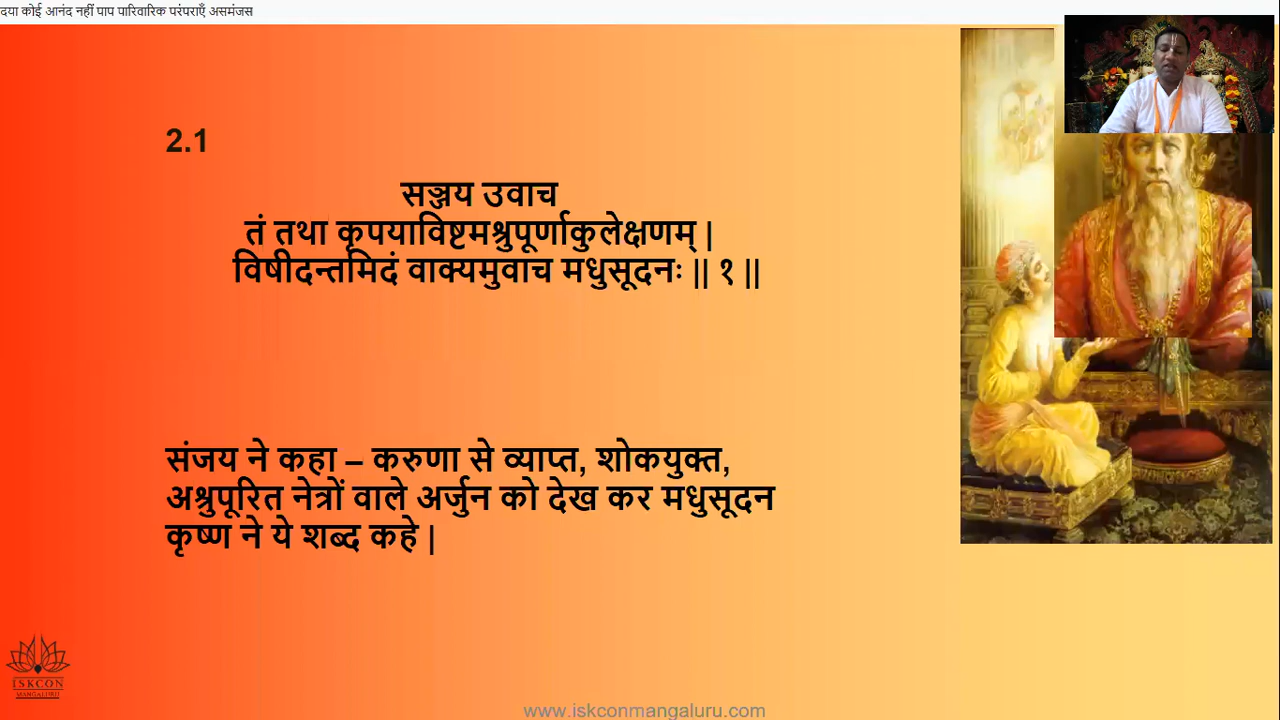 दया कोई आनंद नहीं पाप पारिवारिक परंपराएँ असमंजस
2.1
सञ्जय उवाच
तं तथा कृपयाविष्टमश्रुपूर्णाकुलेक्षणम् |
विषीदन्तमिदं वाक्यमुवाच मधुसूदनः || १ ||
संजय ने कहा – करुणा से व्याप्त, शोकयुक्त,
अश्रुपूरित नेत्रों वाले अर्जुन को देख कर मधुसूदन
कृष्ण ने ये शब्द कहे |
ISKCON
MANGALURU
www.iskconmangaluru.com